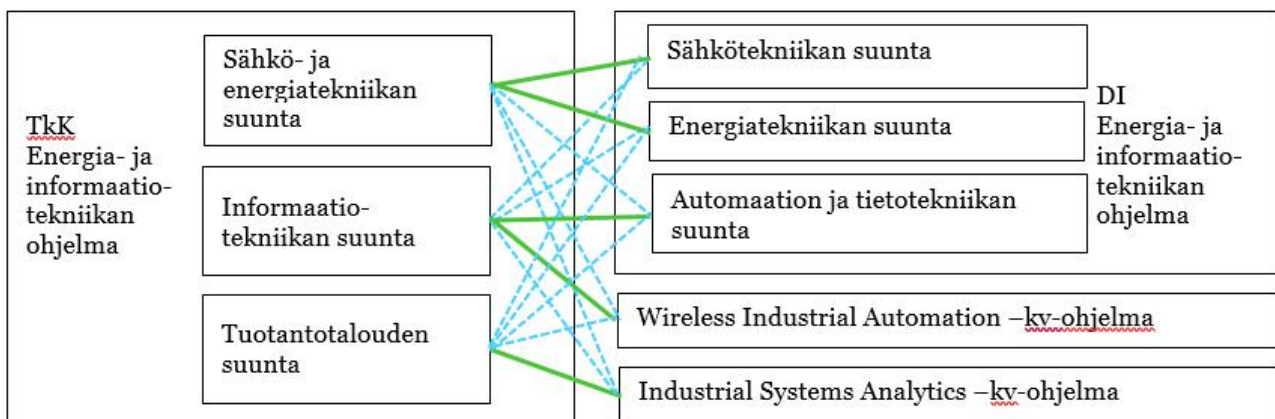 TkK
Energia- ja
informaatio-
tekniikan
ohjelma
Sähkö- ja
energiatekniikan
suunta
Informaatio-
tekniikan suunta
Tuotantotalouden
suunta
Sähkötekniikan suunta
Energiatekniikan suunta
Automaation ja tietotekniikan
suunta
DI
Energia- ja
informaatio-
tekniikan
ohjelma
Wireless Industrial Automation –kv-ohjelma
Industrial Systems Analytics –kv-ohjelma